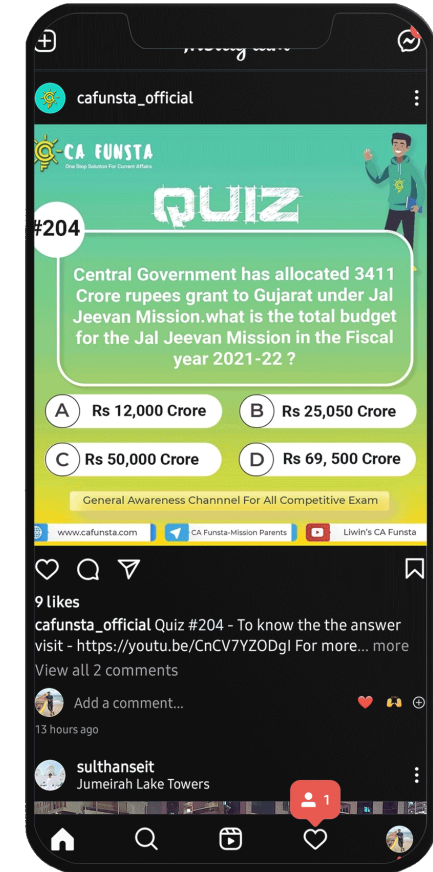 cafunsta_official
CA FUNSTA
One Stop Solution For Current Affairs
QUIZ
#204
Central Government has allocated 3411
Crore rupees grant to Gujarat under Jal
Jeevan Mission.what is the total budget
for the Jal Jeevan Mission in the Fiscal
year 2021-22 ?
A Rs 12,000 Crore
B Rs 25,050 Crore
C Rs 50,000 Crore
D Rs 69, 500 Crore
General Awareness Channnel For All Competitive Exam
www.cafunsta.com
CA Funsta-Mission Parents
Liwin's CA Funsta
9 likes
cafunsta_official Quiz #204 - To know the the answer
visit - https://youtu.be/CnCV7YZODgI For more... more
View all 2 comments
Add a comment...
13 hours ago
sulthanseit
Jumeirah Lake Towers
1